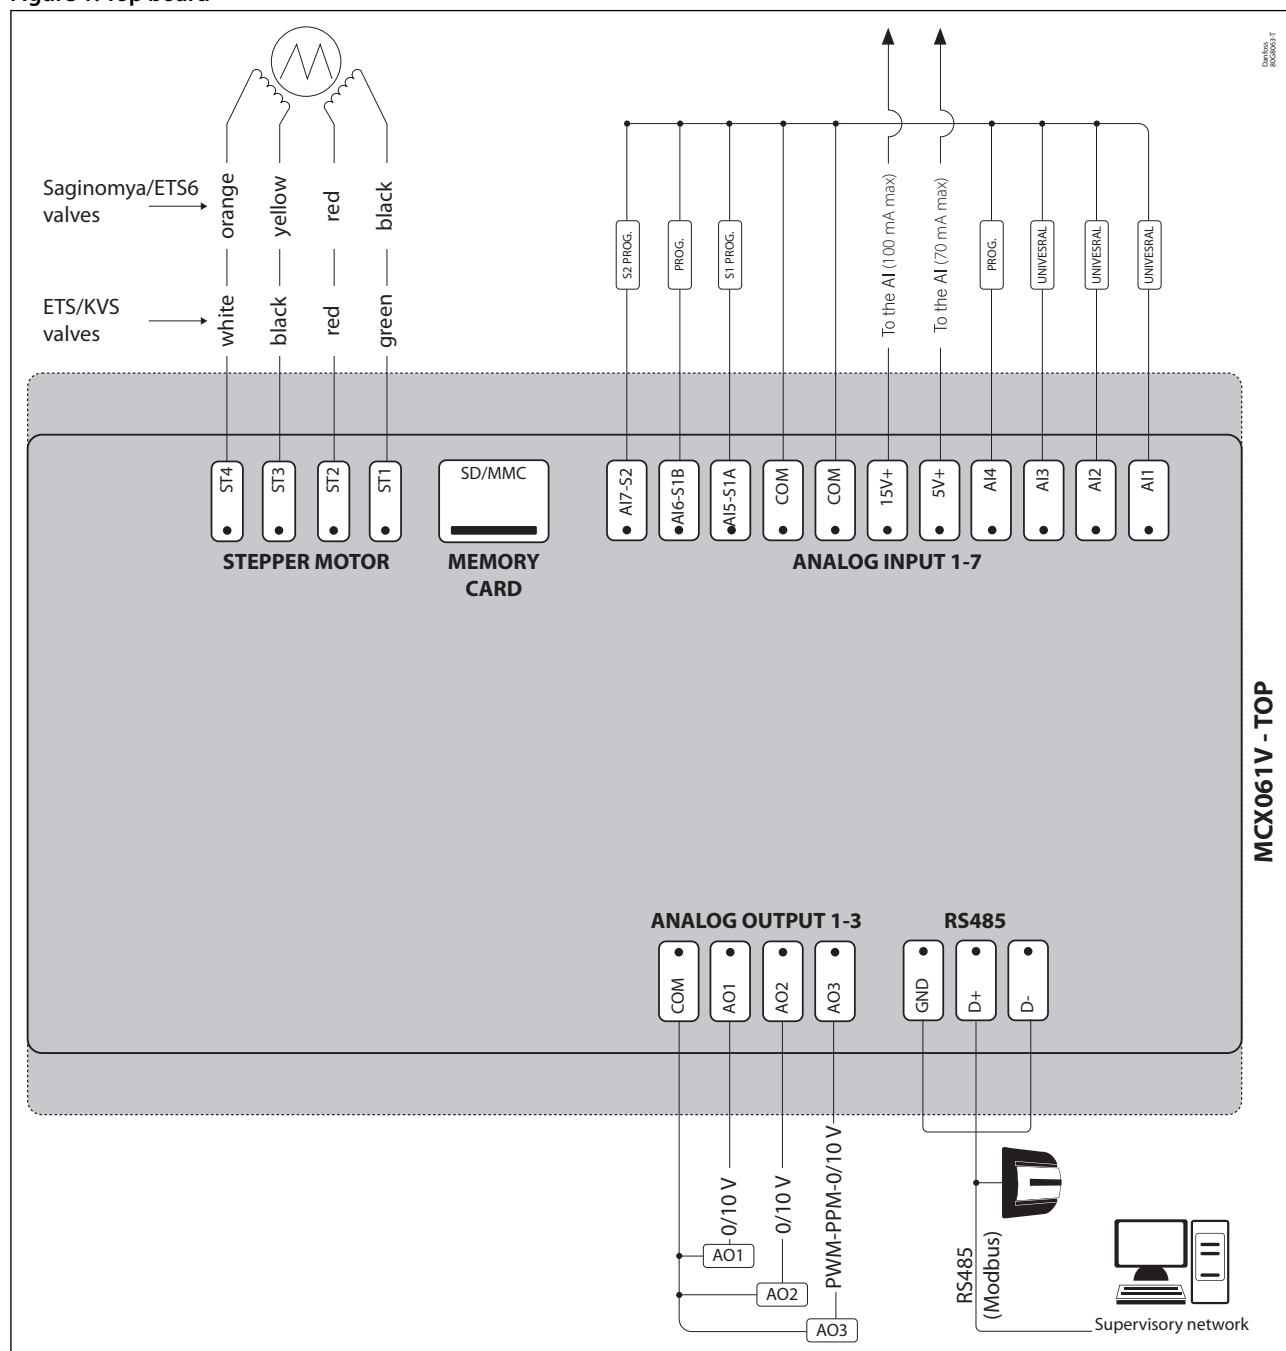 Figure 1: Top board
Danfoss
80G8063-T
Saginomya/ETS6
valves
orange
yellow
red
black
ETS/KVS
valves
white
black
red
green
S2 PROG.
PROG.
S1 PROG.
To the AI (100 mA max)
To the AI (70 mA max)
PROG.
UNIVESRAL
UNIVESRAL
UNIVESRAL
ST4
ST3
ST2
ST1
SD/MMC
AI7-S2
AI6-S1B
AI5-S1A
COM
COM
15V+
5V+
AI4
AI3
AI2
AI1
STEPPER MOTOR
MEMORY
CARD
ANALOG INPUT 1-7
MCX061V - TOP
ANALOG OUTPUT 1-3
RS485
COM
AO1
AO2
AO3
GND
D+
D-
0/10 V
0/10 V
PWM-PPM-0/10 V
AO1
AO2
AO3
RS485
(Modbus)
Supervisory network